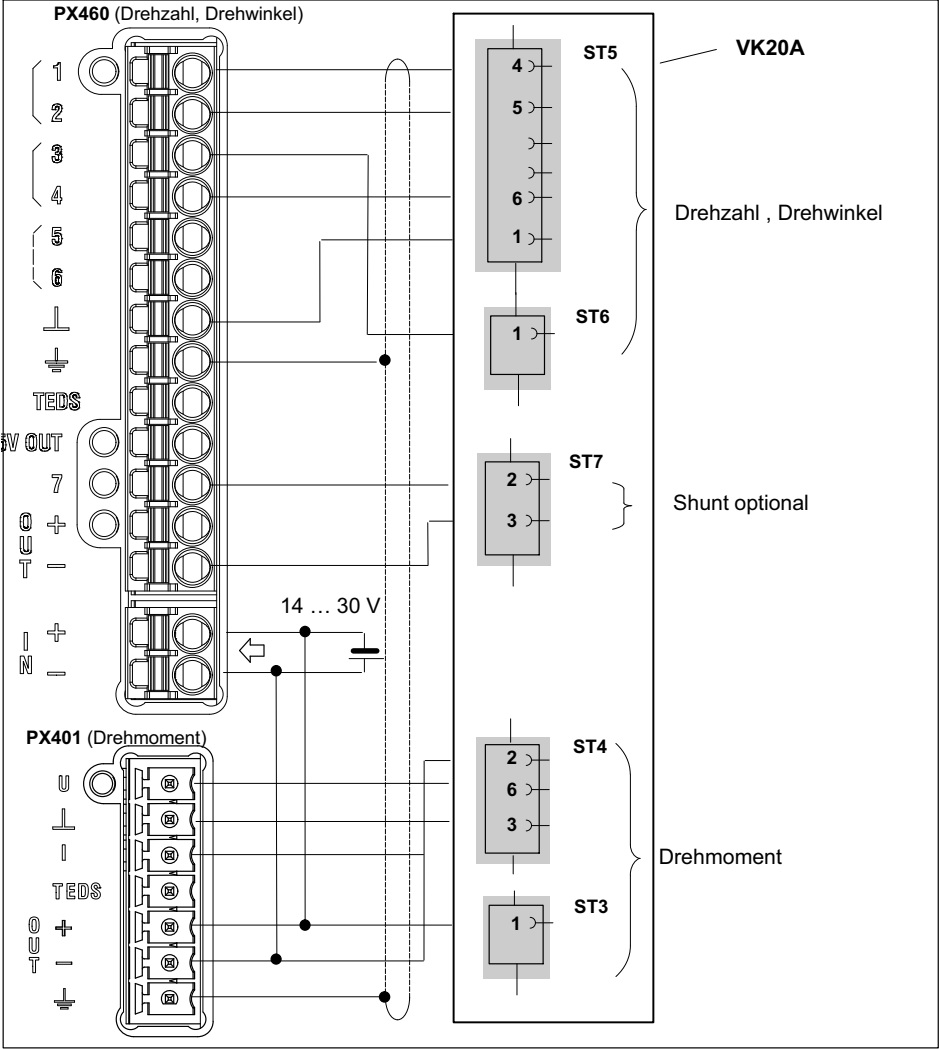 PX460 (Drehzahl, Drehwinkel)
1
2
3
4
5
6
TEDS
5V OUT
7
OUT + −
IN + −
14 … 30 V
PX401 (Drehmoment)
U
I
TEDS
OUT + −
VK20A
ST5
4
5
6
1
Drehzahl , Drehwinkel
ST6
1
ST7
2
3
Shunt optional
ST4
2
6
3
Drehmoment
ST3
1